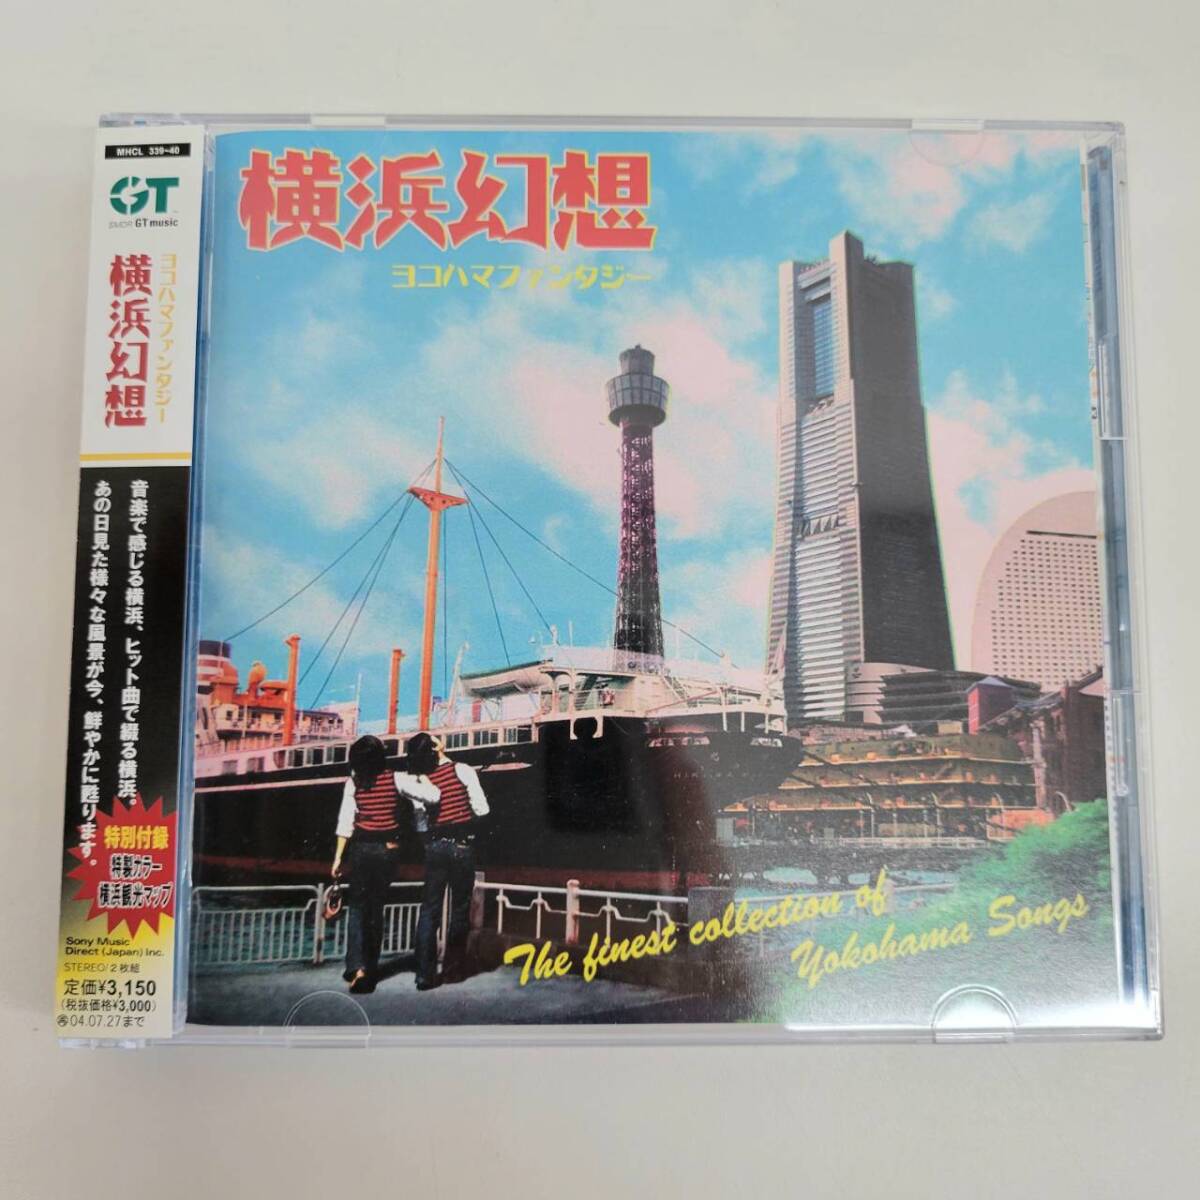 MHCL 339~40
GT
SMDR GT music
ヨコハマファンタジー
横浜幻想
音楽で感じる横浜、ヒット曲で綴る横浜。
あの日見た様々な風景が今、鮮やかに甦ります。
特別付録
特製カラー
横浜観光マップ
Sony Music
Direct (Japan) Inc.
STEREO/2枚組
定価¥3,150
(税抜価格¥3,000)
04.07.27まで
横浜幻想
ヨコハマファンタジー
The finest collection of
Yokohama Songs